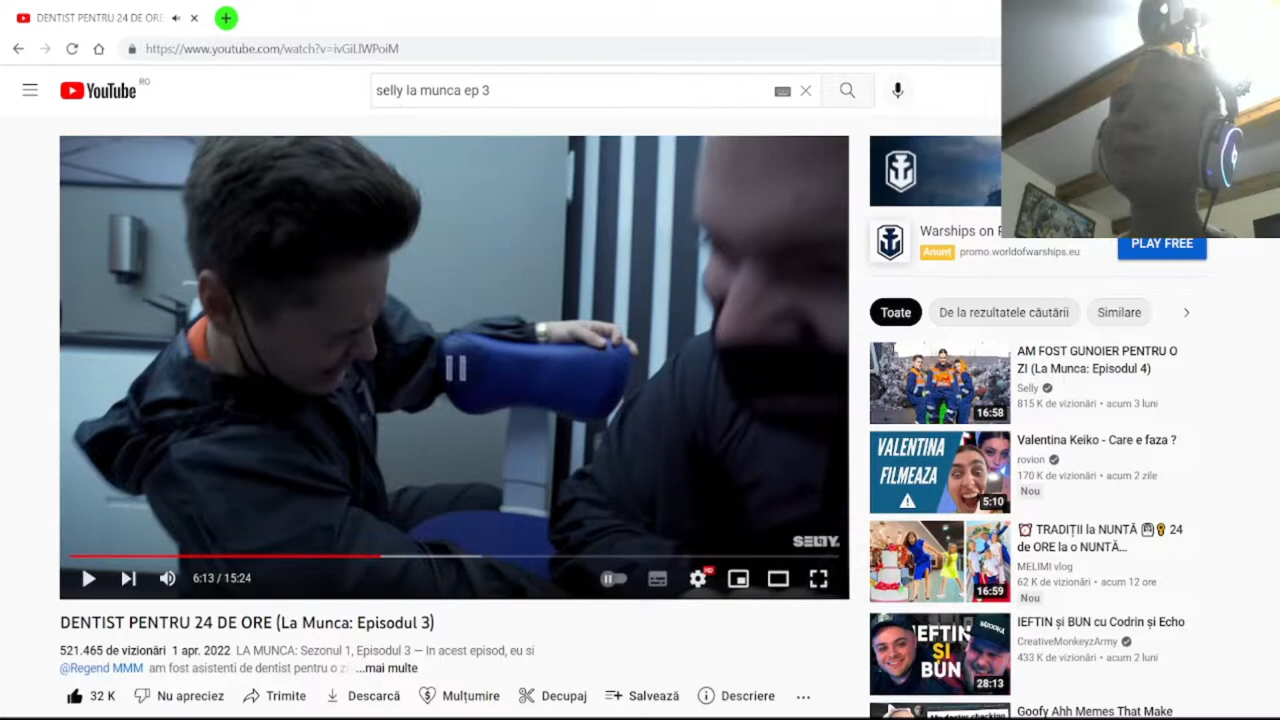 DENTIST PENTRU 24 DE ORE
https://www.youtube.com/watch?v=ivGiLlWPoiM
YouTube RO
selly la munca ep 3
SELLY.
6:13 / 15:24
HD
DENTIST PENTRU 24 DE ORE (La Munca: Episodul 3)
521.465 de vizionări
LA MUNCA: Sezonul 1, Episodul 3 — In acest episod, eu si
@Regend MMM am fost asistenti de dentist pentru o zi
...mai multe
32 K
Nu apreciez
Descarcă
Mulțumire
Decupaj
Salvează
Descriere
Warships on
Anunț promo.worldofwarships.eu
PLAY FREE
Toate
De la rezultatele căutării
Similare
16:58
AM FOST GUNOIER PENTRU O
ZI (La Munca: Episodul 4)
Selly
815 K de vizionări • acum 3 luni
VALENTINA
FILMEAZA
5:10
Valentina Keiko - Care e faza ?
rovion
170 K de vizionări • acum 2 zile
Nou
16:59
TRADIȚII la NUNTĂ 24
de ORE la o NUNTĂ...
MELIMI vlog
62 K de vizionări • acum 12 ore
Nou
IEFTIN
ȘI
BUN
28:13
IEFTIN și BUN cu Codrin și Echo
CreativeMonkeyzArmy
433 K de vizionări • acum 2 luni
My doctor checking
Goofy Ahh Memes That Make